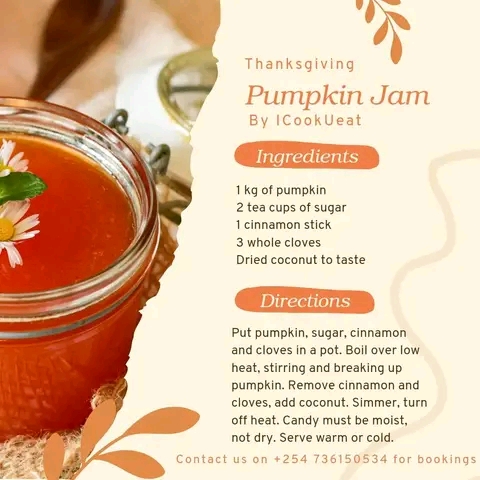 Thanksgiving
Pumpkin Jam
By ICookUeat
Ingredients
1 kg of pumpkin
2 tea cups of sugar
1 cinnamon stick
3 whole cloves
Dried coconut to taste
Directions
Put pumpkin, sugar, cinnamon
and cloves in a pot. Boil over low
heat, stirring and breaking up
pumpkin. Remove cinnamon and
cloves, add coconut. Simmer, turn
off heat. Candy must be moist,
not dry. Serve warm or cold.
Contact us on +254 736150534 for bookings